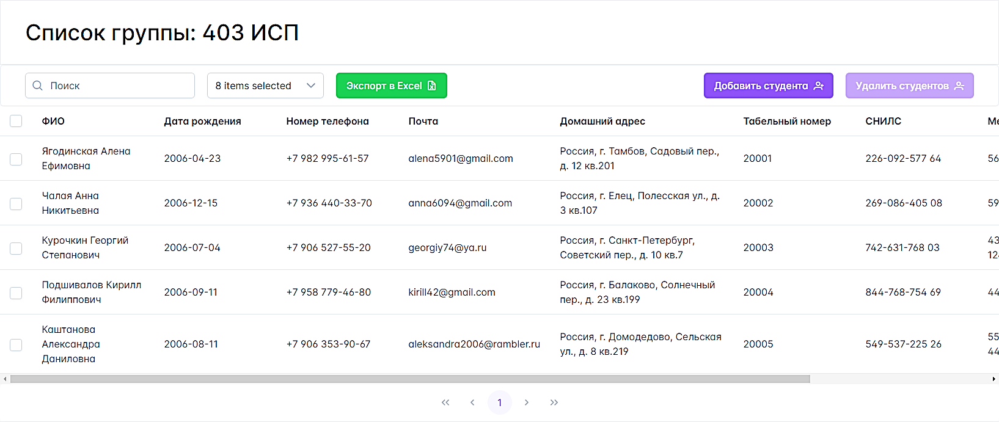 Список группы: 403 ИСП
Поиск
8 items selected
Экспорт в Excel
Добавить студента
Удалить студентов
ФИО Дата рождения Номер телефона Почта Домашний адрес Табельный номер СНИЛС
Ягодинская Алена
Ефимовна
2006-04-23
+7 982 995-61-57
alena5901@gmail.com
Россия, г. Тамбов, Садовый пер.,
д. 12 кв.201
20001
226-092-577 64
56
Чалая Анна
Никитьевна
2006-12-15
+7 936 440-33-70
anna6094@gmail.com
Россия, г. Елец, Полесская ул., д.
3 кв.107
20002
269-086-405 08
59
Курочкин Георгий
Степанович
2006-07-04
+7 906 527-55-20
georgiy74@ya.ru
Россия, г. Санкт-Петербург,
Советский пер., д. 10 кв.7
20003
742-631-768 03
43
Подшивалов Кирилл
Филиппович
2006-09-11
+7 958 779-46-80
kirill42@gmail.com
Россия, г. Балаково, Солнечный
пер., д. 23 кв.199
20004
844-768-754 69
44
Каштанова
Александра
Даниловна
2006-08-11
+7 906 353-90-67
aleksandra2006@rambler.ru
Россия, г. Домодедово, Сельская
ул., д. 8 кв.219
20005
549-537-225 26
55
44
1